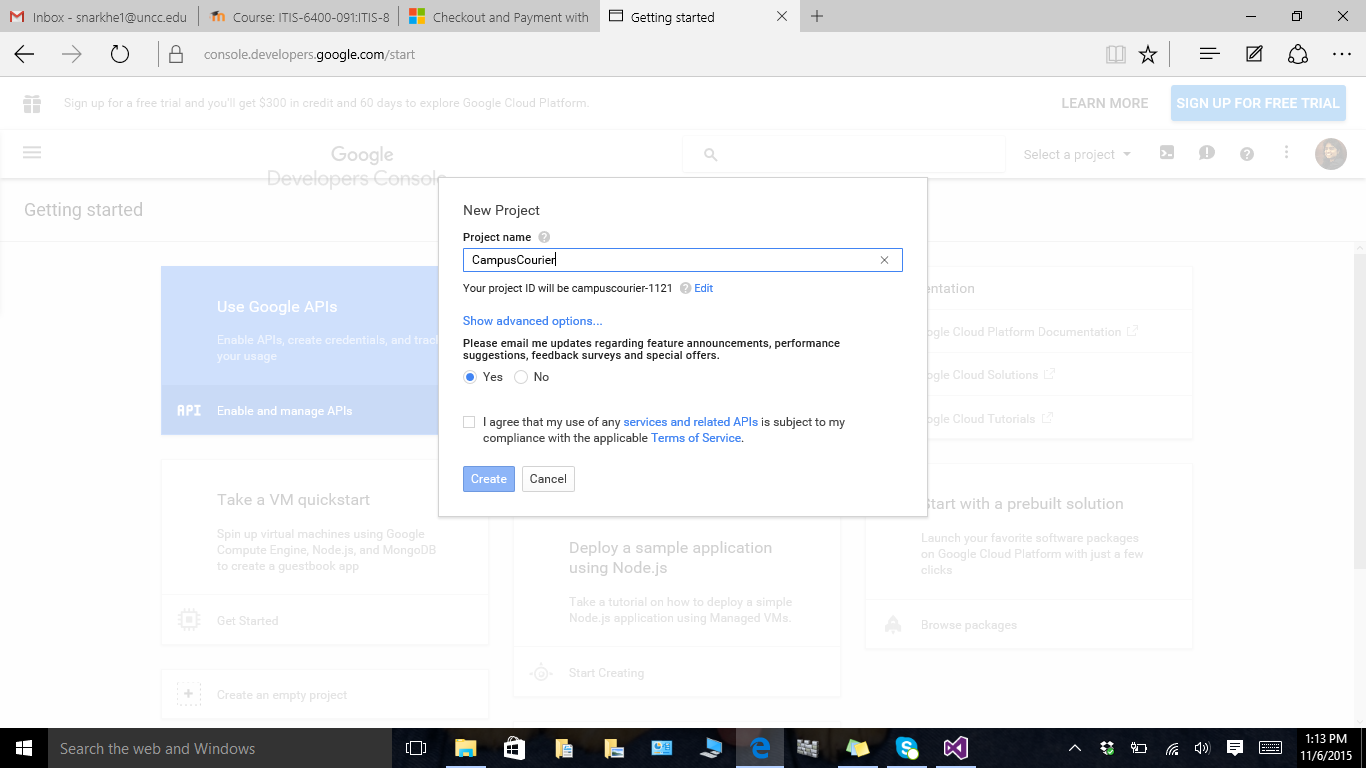 Inbox - snarkhe1@uncc.edu
Course: ITIS-6400-091:ITIS-8
Checkout and Payment with
Getting started
console.developers.google.com/start
Sign up for a free trial and you'll get $300 in credit and 60 days to explore Google Cloud Platform.
LEARN MORE
SIGN UP FOR FREE TRIAL
Google
Developers Console
Select a project
Getting started
New Project
Project name
CampusCourier
Your project ID will be campuscourier-1121
Edit
Show advanced options...
Please email me updates regarding feature announcements, performance
suggestions, feedback surveys and special offers.
Yes
No
I agree that my use of any services and related APIs is subject to my
compliance with the applicable Terms of Service.
Create
Cancel
Use Google APIs
Enable APIs, create credentials, and trac
your usage
API
Enable and manage APIs
Take a VM quickstart
Spin up virtual machines using Google
Compute Engine, Node.js, and MongoDB
to create a guestbook app
Get Started
Create an empty project
Deploy a sample application
using Node.js
Take a tutorial on how to deploy a simple
Node.js application using Managed VMs.
Start Creating
entation
ogle Cloud Platform Documentation
ogle Cloud Solutions
ogle Cloud Tutorials
Start with a prebuilt solution
Launch your favorite software packages
on Google Cloud Platform with just a few
clicks
Browse packages
Search the web and Windows
1:13 PM
11/6/2015